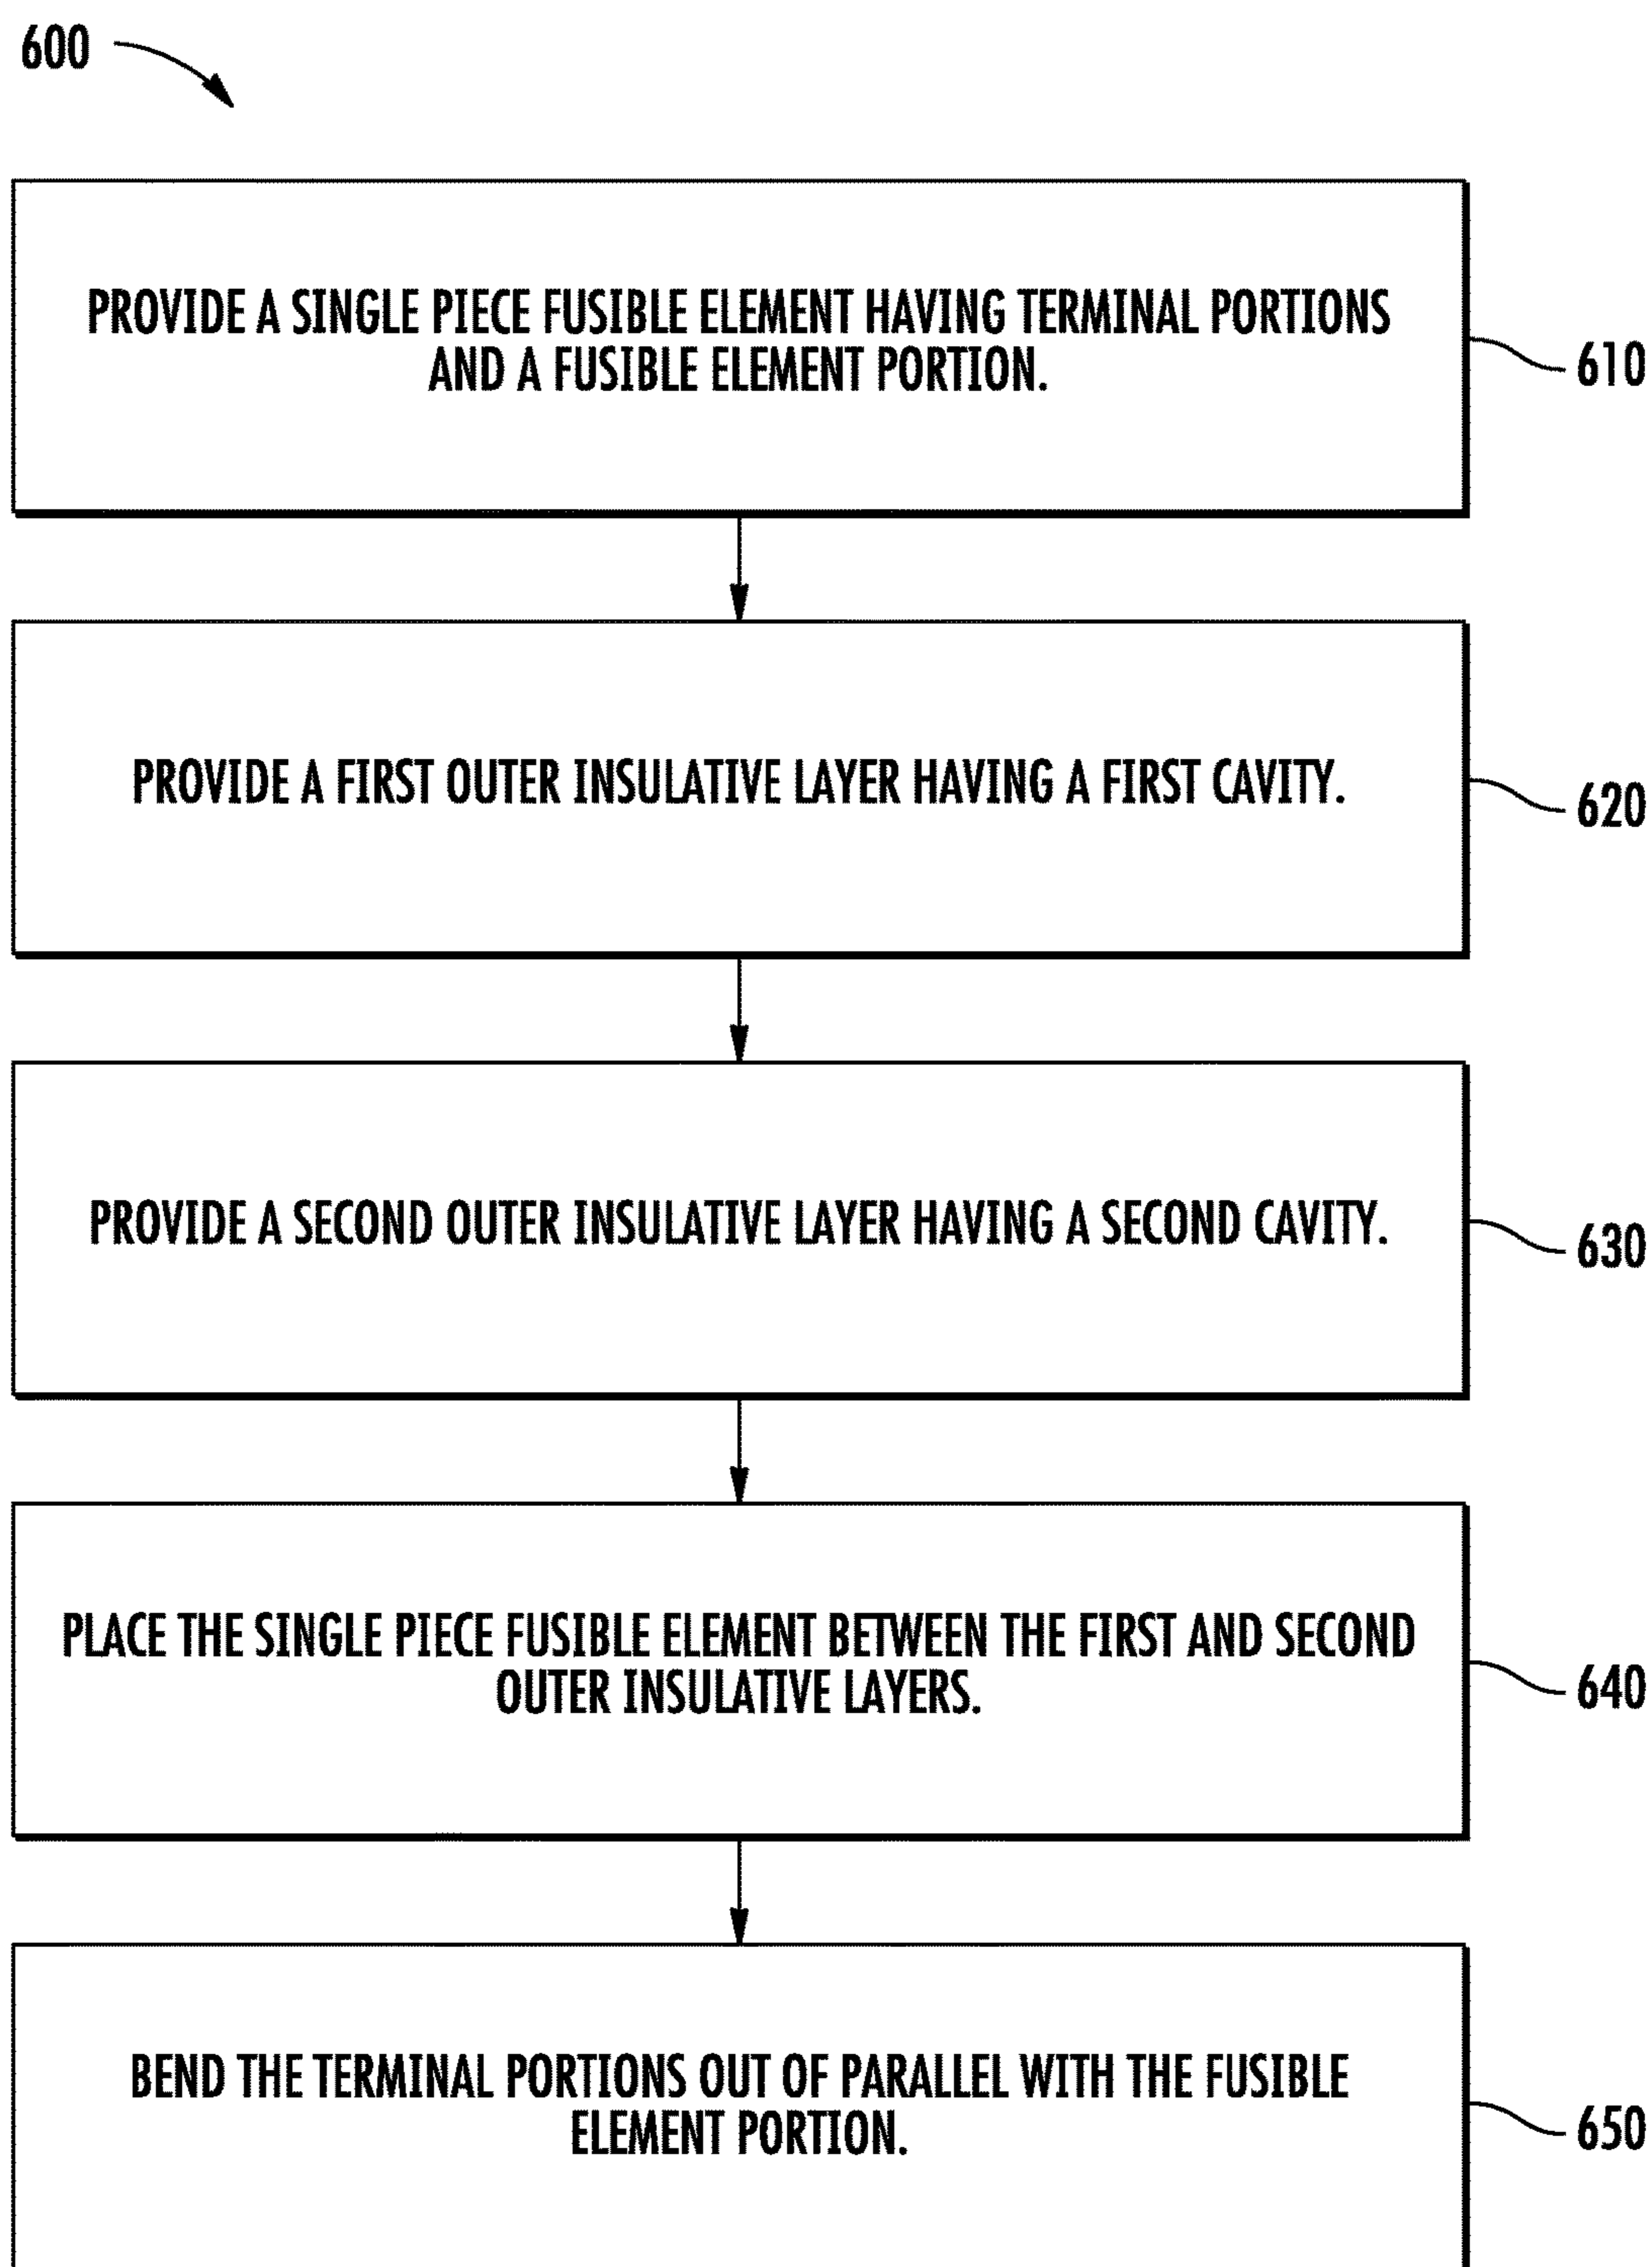 600
PROVIDE A SINGLE PIECE FUSIBLE ELEMENT HAVING TERMINAL PORTIONS
AND A FUSIBLE ELEMENT PORTION.
610
PROVIDE A FIRST OUTER INSULATIVE LAYER HAVING A FIRST CAVITY.
620
PROVIDE A SECOND OUTER INSULATIVE LAYER HAVING A SECOND CAVITY.
630
PLACE THE SINGLE PIECE FUSIBLE ELEMENT BETWEEN THE FIRST AND SECOND
OUTER INSULATIVE LAYERS.
640
BEND THE TERMINAL PORTIONS OUT OF PARALLEL WITH THE FUSIBLE
ELEMENT PORTION.
650